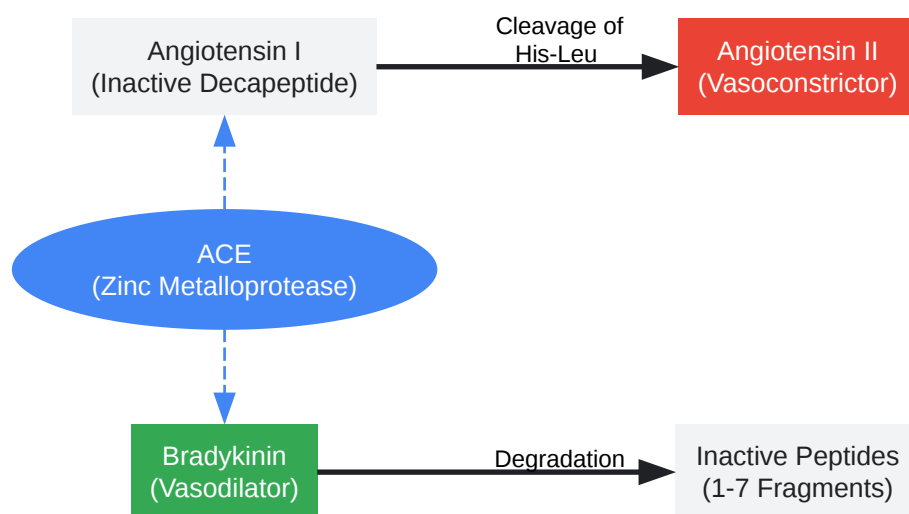 Angiotensin I
(Inactive Decapeptide)
Cleavage of
His-Leu
Angiotensin II
(Vasoconstrictor)
ACE
(Zinc Metalloprotease)
Bradykinin
(Vasodilator)
Degradation
Inactive Peptides
(1-7 Fragments)